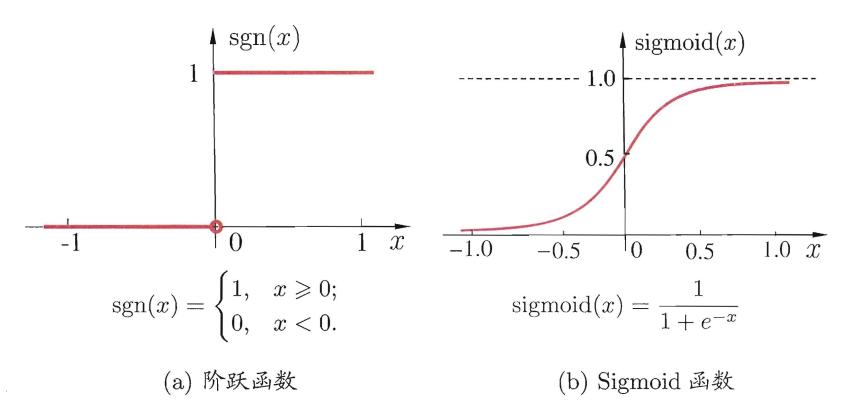 sgn(x)
1
-1
0
1
x
sgn(x) = { 1, x ⩾ 0;
0, x < 0.
(a) 阶跃函数
sigmoid(x)
1.0
0.5
-1.0
-0.5
0
0.5
1.0
x
sigmoid(x) = 1 / (1 + e^{-x})
(b) Sigmoid 函数